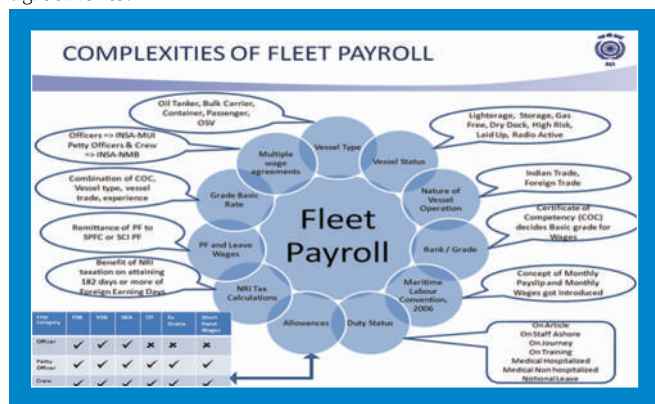 COMPLEXITIES OF FLEET PAYROLL
Oil Tanker, Bulk Carrier,
Container, Passenger,
OSV
Lighterage, Storage, Gas
Free, Dry Dock, High Risk,
Laid Up, Radio Active
Officers => INSA-MUI
Petty Officers & Crew
=> INSA-NMB
Multiple
wage
agreements
Vessel Type
Vessel Status
Indian Trade,
Foreign Trade
Combination of COC,
Vessel type, vessel
trade, experience
Grade Basic
Rate
Nature of
Vessel
Operation
Fleet
Payroll
Remittance of PF to
SPFC or SCI PF
PF and Leave
Wages
Rank / Grade
Certificate of
Competency (COC)
decides Basic grade for
Wages
Benefit of NRI
taxation on attaining
182 days or more of
Foreign Earning Days
NRI Tax
Calculations
Maritime
Labour
Convention,
2006
Concept of Monthly
Payslip and Monthly
Wages got introduced
Allowances
Duty Status
On Article
On Staff Ashore
On Journey
On Training
Medical Hospitalized
Medical Non hospitalized
Notional Leave
Category
OT
Ex
Gratia
Short
Hand
Wages
Officer ✓ ✓ ✓ ✗ ✗ ✗
Petty
Officer ✓ ✓ ✓ ✓ ✓ ✓
Crew ✓ ✓ ✓ ✓ ✓ ✓